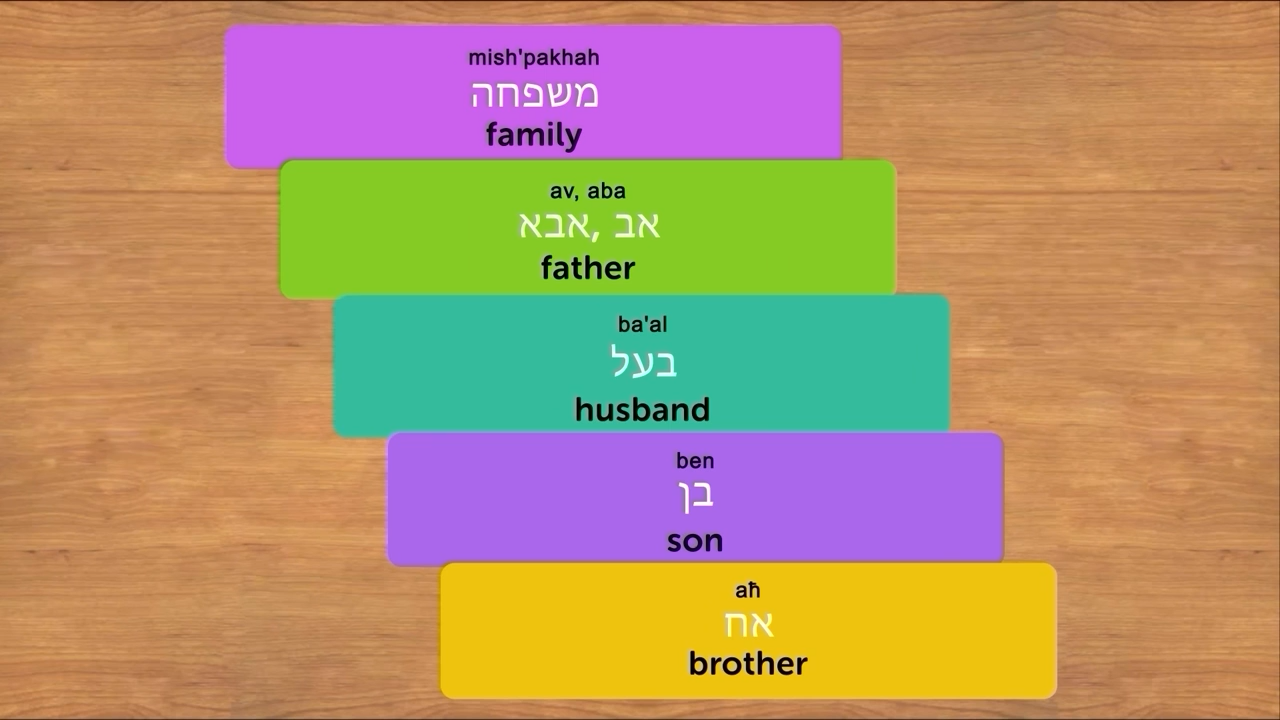 mish'pakhah
משפחה
family
av, aba
אב, אבא
father
ba'al
בעל
husband
ben
בן
son
aħ
אח
brother